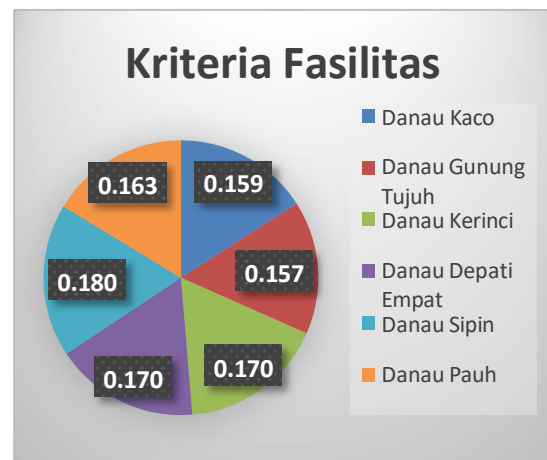 Kriteria Fasilitas
0.163
0.159
0.157
0.180
0.170
0.170
Danau Kaco
Danau Gunung
Tujuh
Danau Kerinci
Danau Depati
Empat
Danau Sipin
Danau Pauh